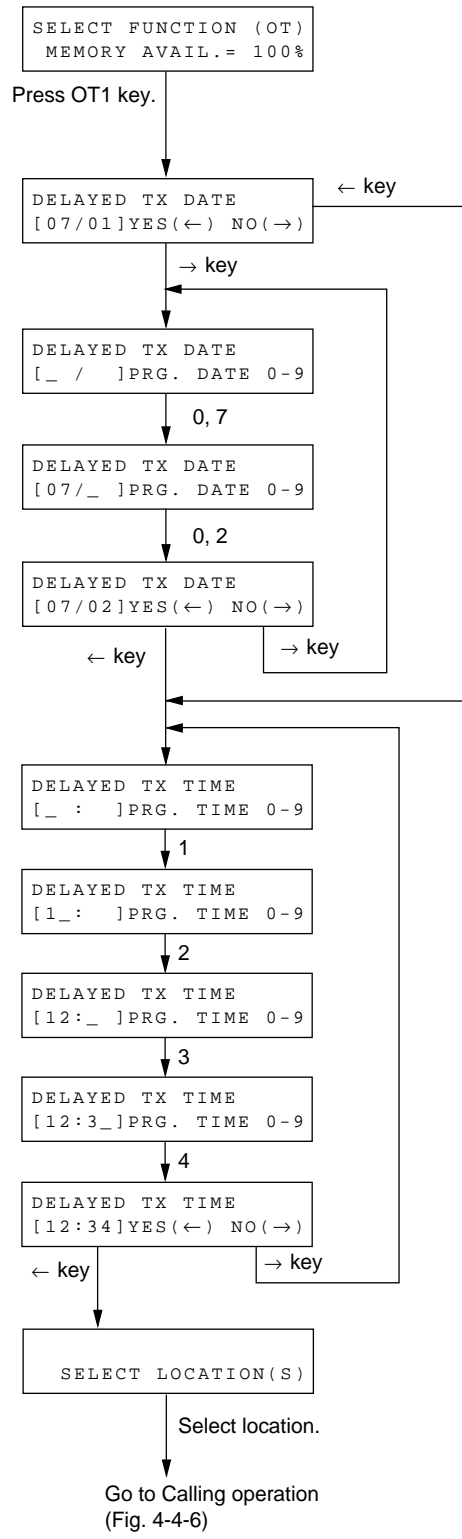 SELECT FUNCTION (OT)
MEMORY AVAIL.= 100%
Press OT1 key.
DELAYED TX DATE
[07/01]YES(←) NO(→)
← key
→ key
DELAYED TX DATE
[_ /  ]PRG. DATE 0-9
0, 7
DELAYED TX DATE
[07/_ ]PRG. DATE 0-9
0, 2
DELAYED TX DATE
[07/02]YES(←) NO(→)
← key
→ key
DELAYED TX TIME
[_ :  ]PRG. TIME 0-9
1
DELAYED TX TIME
[1_:  ]PRG. TIME 0-9
2
DELAYED TX TIME
[12:_ ]PRG. TIME 0-9
3
DELAYED TX TIME
[12:3_]PRG. TIME 0-9
4
DELAYED TX TIME
[12:34]YES(←) NO(→)
← key
→ key
SELECT LOCATION(S)
Select location.
Go to Calling operation
(Fig. 4-4-6)